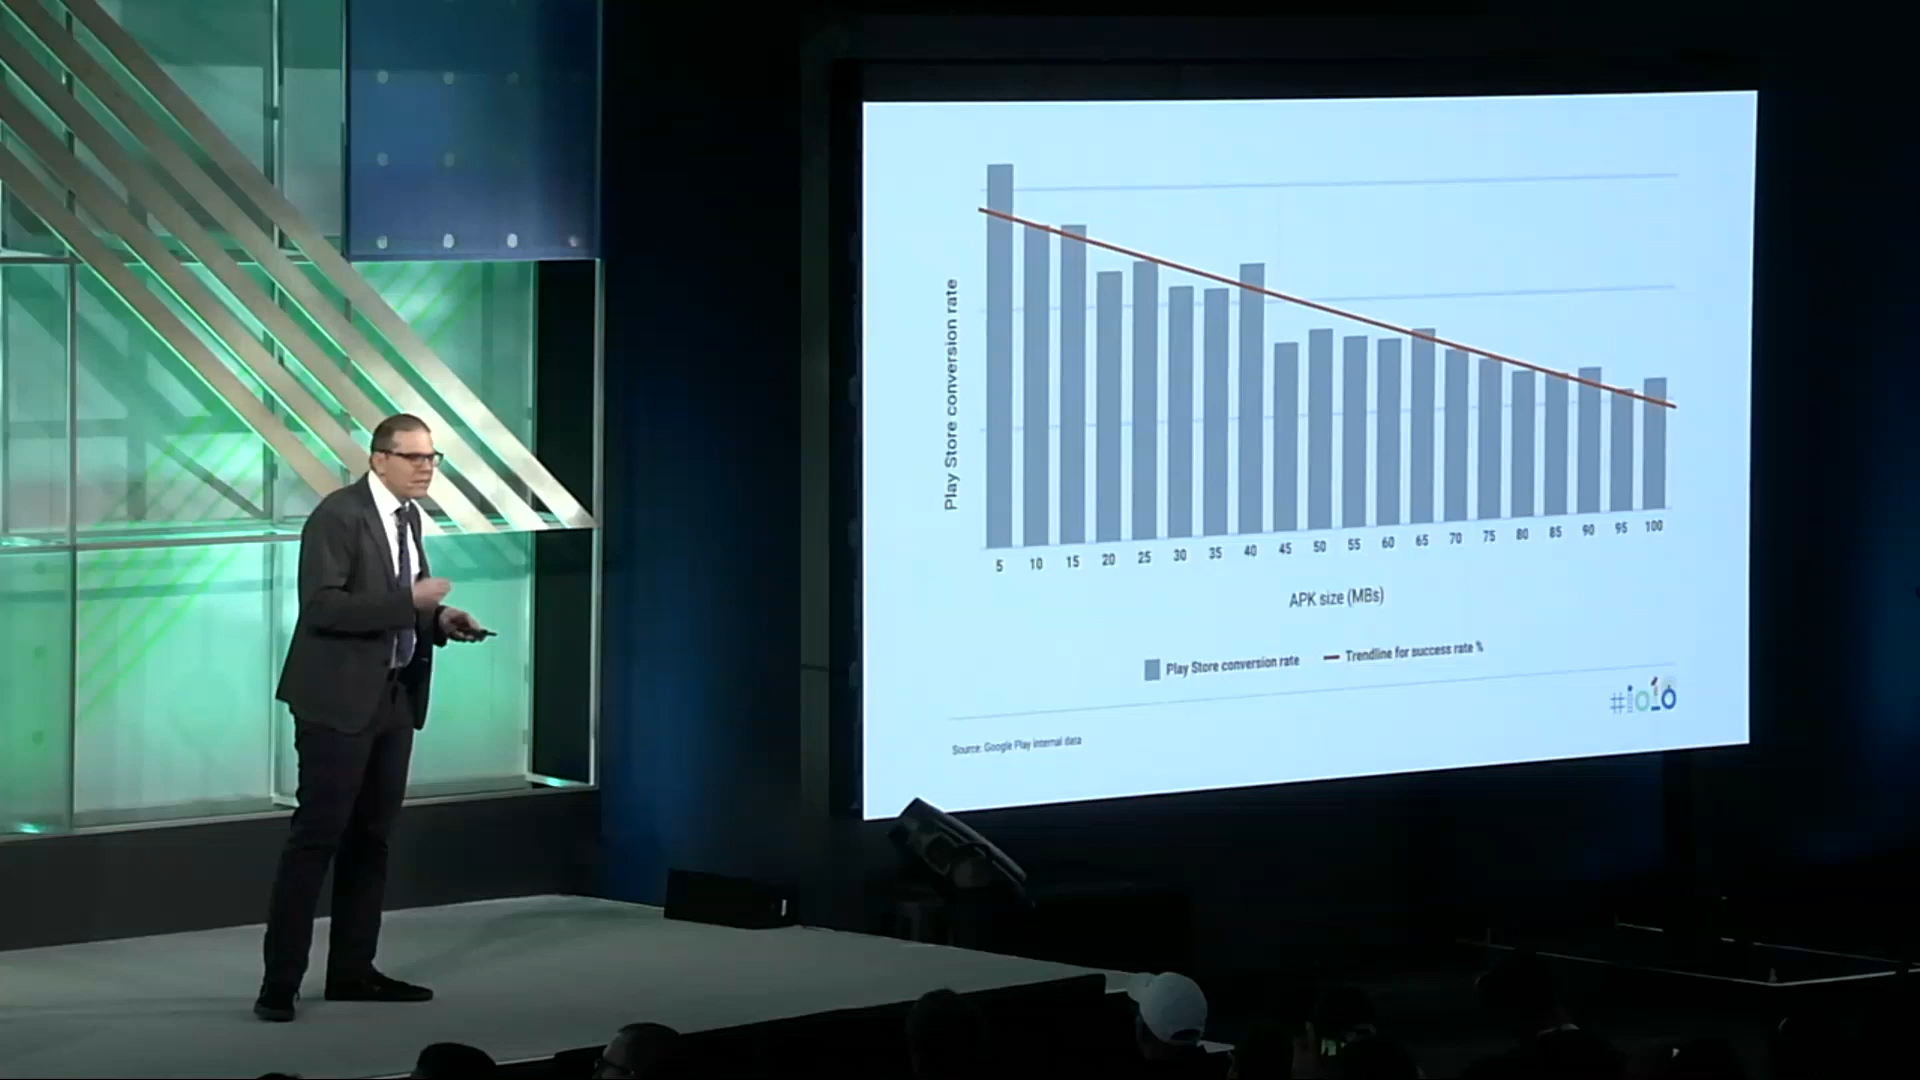 Play Store conversion rate
5 10 15 20 25 30 35 40 45 50 55 60 65 70 75 80 85 90 95 100
APK size (MBs)
Play Store conversion rate
Trendline for success rate %
#io18
Source: Google Play internal data